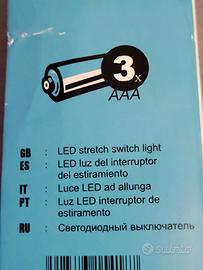 3x
AAA
GB : LED stretch switch light
ES : LED luz del interruptor
del estiramiento
IT : Luce LED ad allunga
PT : Luz LED interruptor de
estiramento
RU : Светодиодный выключатель
subito